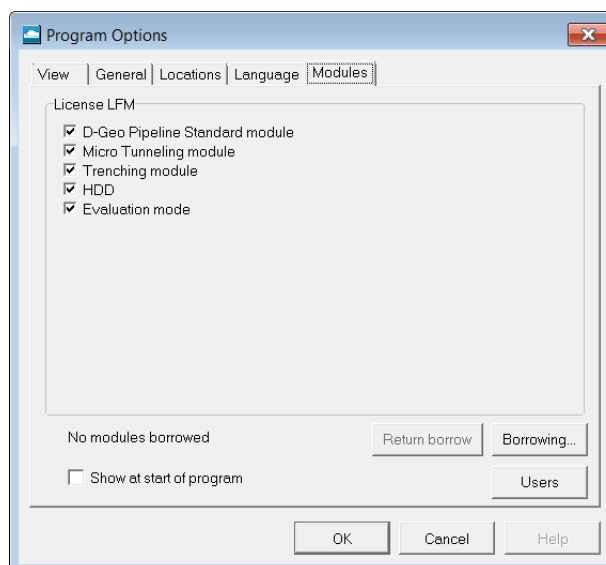 Program Options
View General Locations Language Modules
License LFM
D-Geo Pipeline Standard module
Micro Tunneling module
Trenching module
HDD
Evaluation mode
No modules borrowed Return borrow Borrowing...
Show at start of program Users
OK Cancel Help